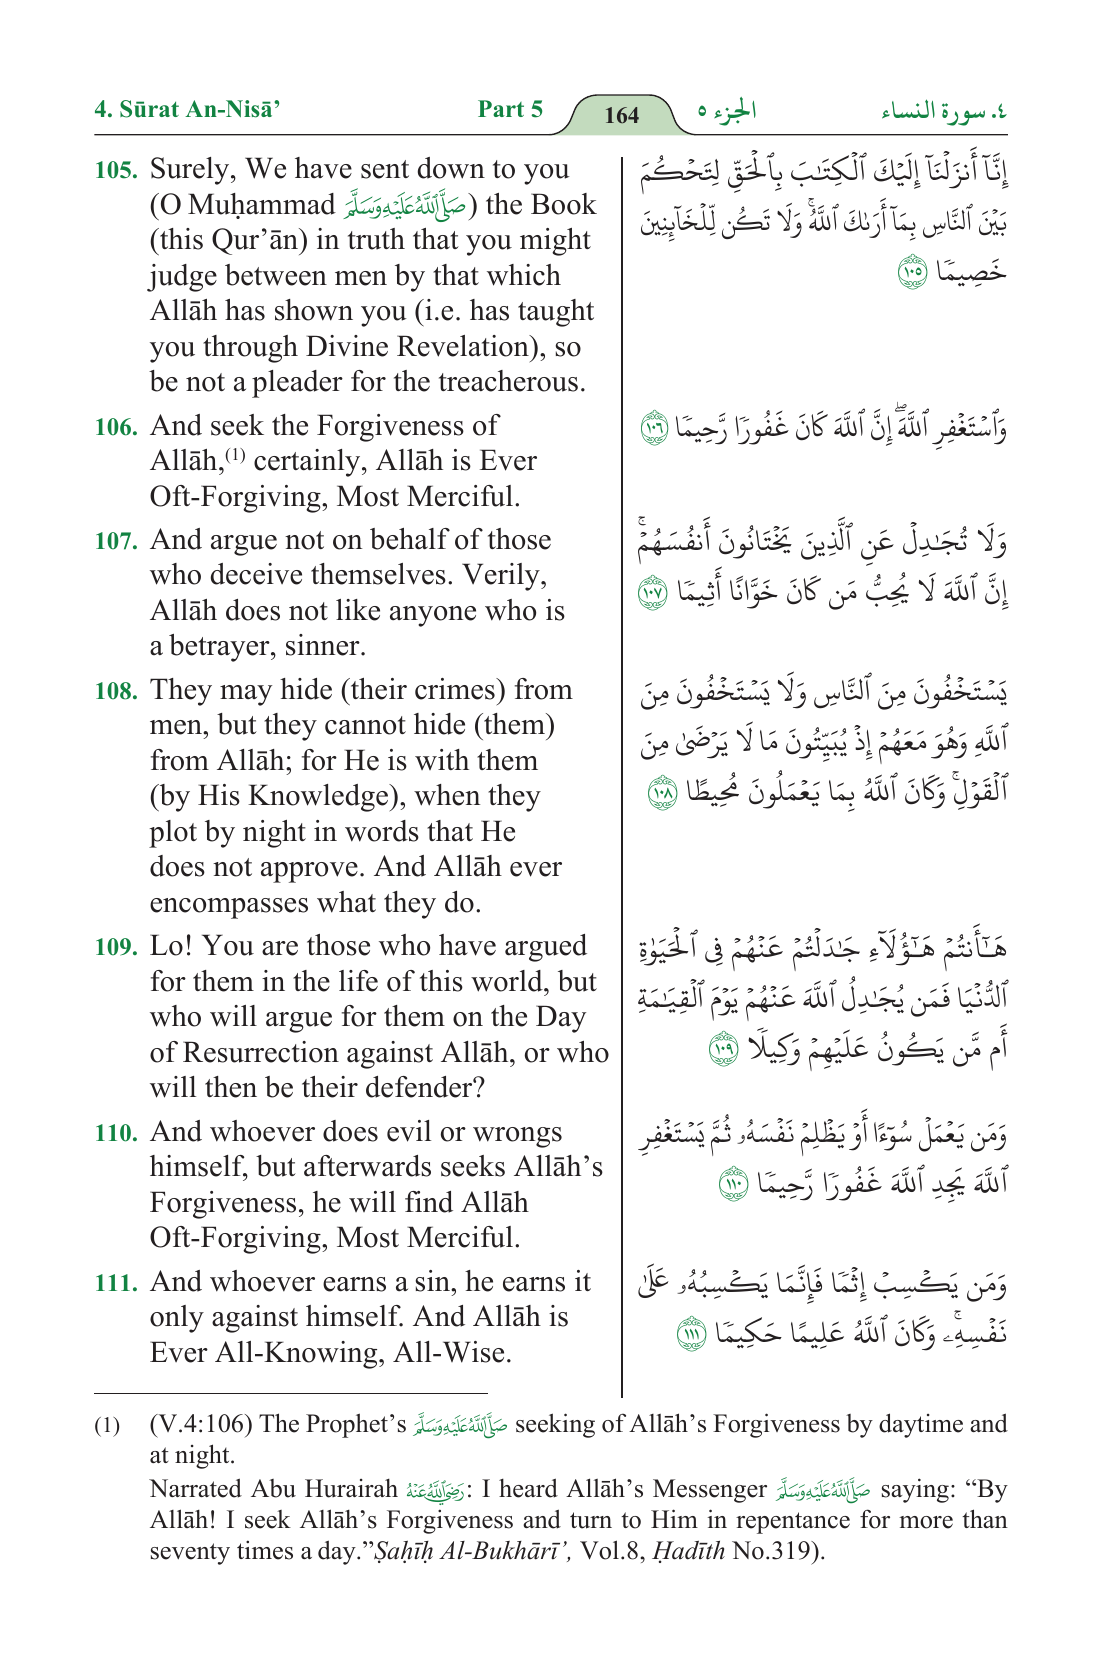 4. Sūrat An-Nisā’ Part 5 164 الجزء ٥ ٤. سورة النساء
105. Surely, We have sent down to you
(O Muḥammad صَلَّى ٱللَّهُ عَلَيْهِ وَسَلَّمَ) the Book
(this Qur’ān) in truth that you might
judge between men by that which
Allāh has shown you (i.e. has taught
you through Divine Revelation), so
be not a pleader for the treacherous.
إِنَّآ أَنزَلْنَآ إِلَيْكَ ٱلْكِتَـٰبَ بِٱلْحَقِّ لِتَحْكُمَ
بَيْنَ ٱلنَّاسِ بِمَآ أَرَىٰكَ ٱللَّهُ ۚ وَلَا تَكُن لِّلْخَآئِنِينَ
خَصِيمًا ١٠٥
106. And seek the Forgiveness of
Allāh,(1) certainly, Allāh is Ever
Oft-Forgiving, Most Merciful.
وَٱسْتَغْفِرِ ٱللَّهَ ۖ إِنَّ ٱللَّهَ كَانَ غَفُورًا رَّحِيمًا ١٠٦
107. And argue not on behalf of those
who deceive themselves. Verily,
Allāh does not like anyone who is
a betrayer, sinner.
وَلَا تُجَـٰدِلْ عَنِ ٱلَّذِينَ يَخْتَانُونَ أَنفُسَهُمْ ۚ
إِنَّ ٱللَّهَ لَا يُحِبُّ مَن كَانَ خَوَّانًا أَثِيمًا ١٠٧
108. They may hide (their crimes) from
men, but they cannot hide (them)
from Allāh; for He is with them
(by His Knowledge), when they
plot by night in words that He
does not approve. And Allāh ever
encompasses what they do.
يَسْتَخْفُونَ مِنَ ٱلنَّاسِ وَلَا يَسْتَخْفُونَ مِنَ
ٱللَّهِ وَهُوَ مَعَهُمْ إِذْ يُبَيِّتُونَ مَا لَا يَرْضَىٰ مِنَ
ٱلْقَوْلِ ۚ وَكَانَ ٱللَّهُ بِمَا يَعْمَلُونَ مُحِيطًا ١٠٨
109. Lo! You are those who have argued
for them in the life of this world, but
who will argue for them on the Day
of Resurrection against Allāh, or who
will then be their defender?
هَـٰٓأَنتُمْ هَـٰٓؤُلَآءِ جَـٰدَلْتُمْ عَنْهُمْ فِى ٱلْحَيَوٰةِ
ٱلدُّنْيَا فَمَن يُجَـٰدِلُ ٱللَّهَ عَنْهُمْ يَوْمَ ٱلْقِيَـٰمَةِ
أَم مَّن يَكُونُ عَلَيْهِمْ وَكِيلًا ١٠٩
110. And whoever does evil or wrongs
himself, but afterwards seeks Allāh’s
Forgiveness, he will find Allāh
Oft-Forgiving, Most Merciful.
وَمَن يَعْمَلْ سُوٓءًا أَوْ يَظْلِمْ نَفْسَهُۥ ثُمَّ يَسْتَغْفِرِ
ٱللَّهَ يَجِدِ ٱللَّهَ غَفُورًا رَّحِيمًا ١١٠
111. And whoever earns a sin, he earns it
only against himself. And Allāh is
Ever All-Knowing, All-Wise.
وَمَن يَكْسِبْ إِثْمًا فَإِنَّمَا يَكْسِبُهُۥ عَلَىٰ
نَفْسِهِۦ ۚ وَكَانَ ٱللَّهُ عَلِيمًا حَكِيمًا ١١١
(1) (V.4:106) The Prophet’s صَلَّى ٱللَّهُ عَلَيْهِ وَسَلَّمَ seeking of Allāh’s Forgiveness by daytime and
at night.
Narrated Abu Hurairah رَضِيَ ٱللَّهُ عَنْهُ: I heard Allāh’s Messenger صَلَّى ٱللَّهُ عَلَيْهِ وَسَلَّمَ saying: “By
Allāh! I seek Allāh’s Forgiveness and turn to Him in repentance for more than
seventy times a day.”Ṣaḥīḥ Al-Bukhārī’, Vol.8, Ḥadīth No.319).